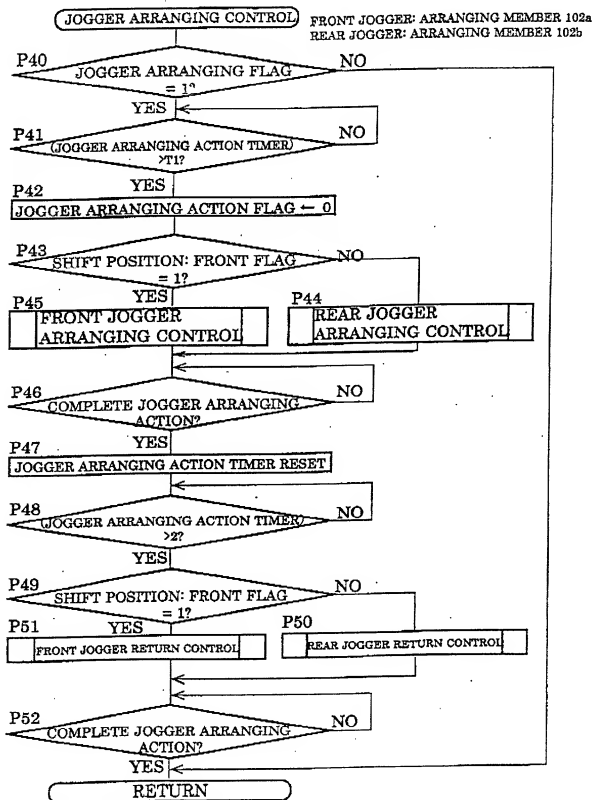 JOGGER ARRANGING CONTROL
FRONT JOGGER: ARRANGING MEMBER 102a
REAR JOGGER: ARRANGING MEMBER 102b
P40
NO
JOGGER ARRANGING FLAG
= 1?
YES
P41
NO
(JOGGER ARRANGING ACTION TIMER)
>T1?
YES
P42
JOGGER ARRANGING ACTION FLAG ← 0
P43
NO
SHIFT POSITION: FRONT FLAG
= 1?
YES
P45
FRONT JOGGER
ARRANGING CONTROL
P44
REAR JOGGER
ARRANGING CONTROL
P46
NO
COMPLETE JOGGER ARRANGING
ACTION?
YES
P47
JOGGER ARRANGING ACTION TIMER RESET
P48
NO
(JOGGER ARRANGING ACTION TIMER)
>2?
YES
P49
NO
SHIFT POSITION: FRONT FLAG
= 1?
YES
P51
FRONT JOGGER RETURN CONTROL
P50
REAR JOGGER RETURN CONTROL
P52
NO
COMPLETE JOGGER ARRANGING
ACTION?
YES
RETURN